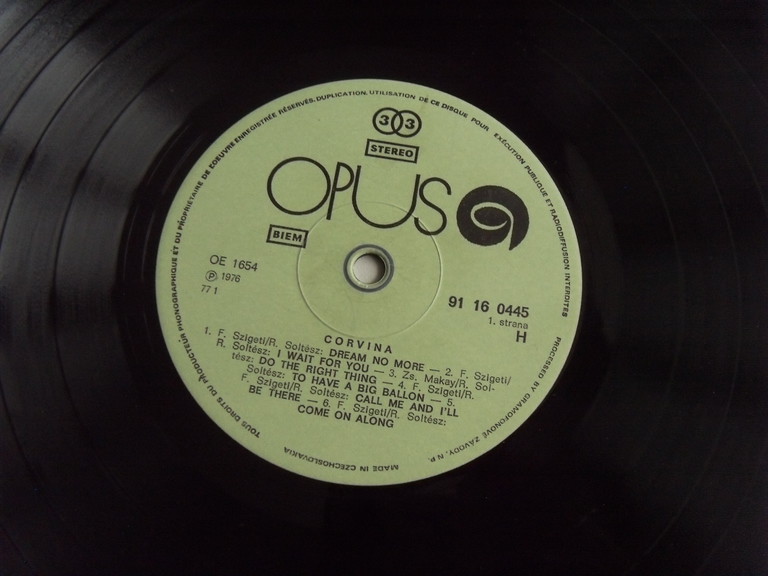 TOUS DROITS DU PRODUCTEUR PHONOGRAPHIQUE ET DU PROPRIETAIRE DE L'OEUVRE ENREGISTRÉE RÉSERVÉS. DUPLICATION, UTILISATION DE CE DISQUE POUR EXÉCUTION PUBLIQUE ET RADIODIFFUSION INTERDITES
33
STEREO
OPUS
BIEM
OE 1654
℗ 1976
77 1
91 16 0445
1. strana
H
CORVINA
1. F. Szigeti/R. Soltész: DREAM NO MORE — 2. F. Szigeti/
R. Soltész: I WAIT FOR YOU — 3. Zs. Makay/R. Sol-
tész: DO THE RIGHT THING — 4. F. Szigeti/R.
Soltész: TO HAVE A BIG BALLON — 5.
F. Szigeti/R. Soltész: CALL ME AND I'LL
BE THERE — 6. F. Szigeti/R. Soltész:
COME ON ALONG
PROCESSED BY GRAMOFONOVÉ ZÁVODY, N. P.
MADE IN CZECHOSLOVAKIA